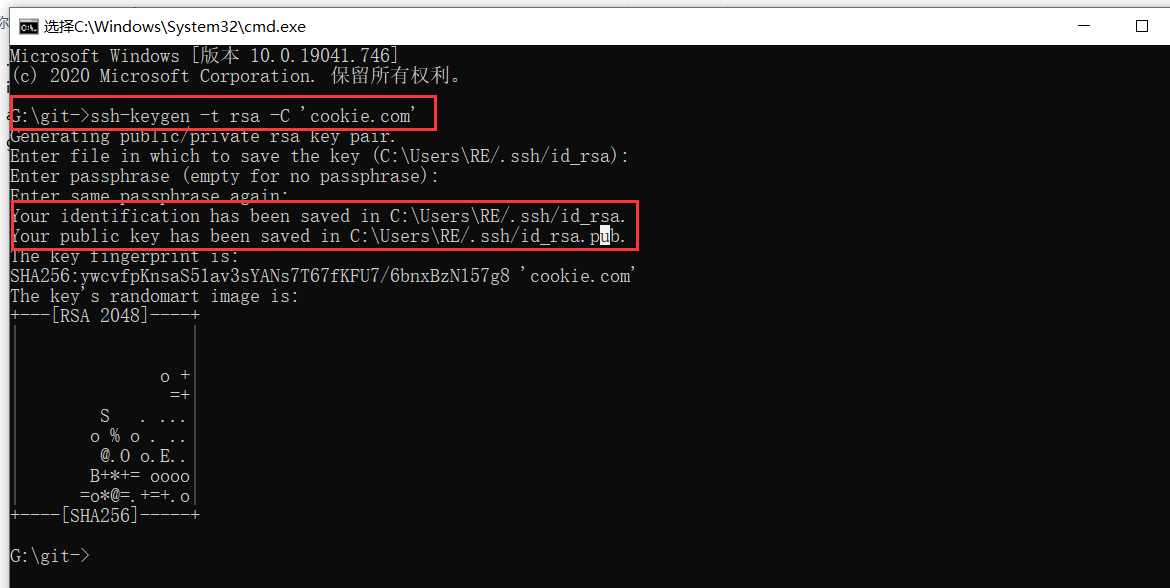 选择C:\Windows\System32\cmd.exe
Microsoft Windows [版本 10.0.19041.746]
(c) 2020 Microsoft Corporation. 保留所有权利。
G:\git->ssh-keygen -t rsa -C 'cookie.com'
Generating public/private rsa key pair.
Enter file in which to save the key (C:\Users\RE/.ssh/id_rsa):
Enter passphrase (empty for no passphrase):
Enter same passphrase again:
Your identification has been saved in C:\Users\RE/.ssh/id_rsa.
Your public key has been saved in C:\Users\RE/.ssh/id_rsa.pub.
The key fingerprint is:
SHA256:ywcvfpKnsaS51av3sYANs7T67fKFU7/6bnxBzN157g8 'cookie.com'
The key's randomart image is:
+---[RSA 2048]----+
|                 |
|                 |
|              o +|
|               =+|
|        S   . ...|
|       o % o . ..|
|        @.O o.E..|
|       B+*+= oooo|
|      =o*@=.+=+.o|
+----[SHA256]-----+
G:\git->